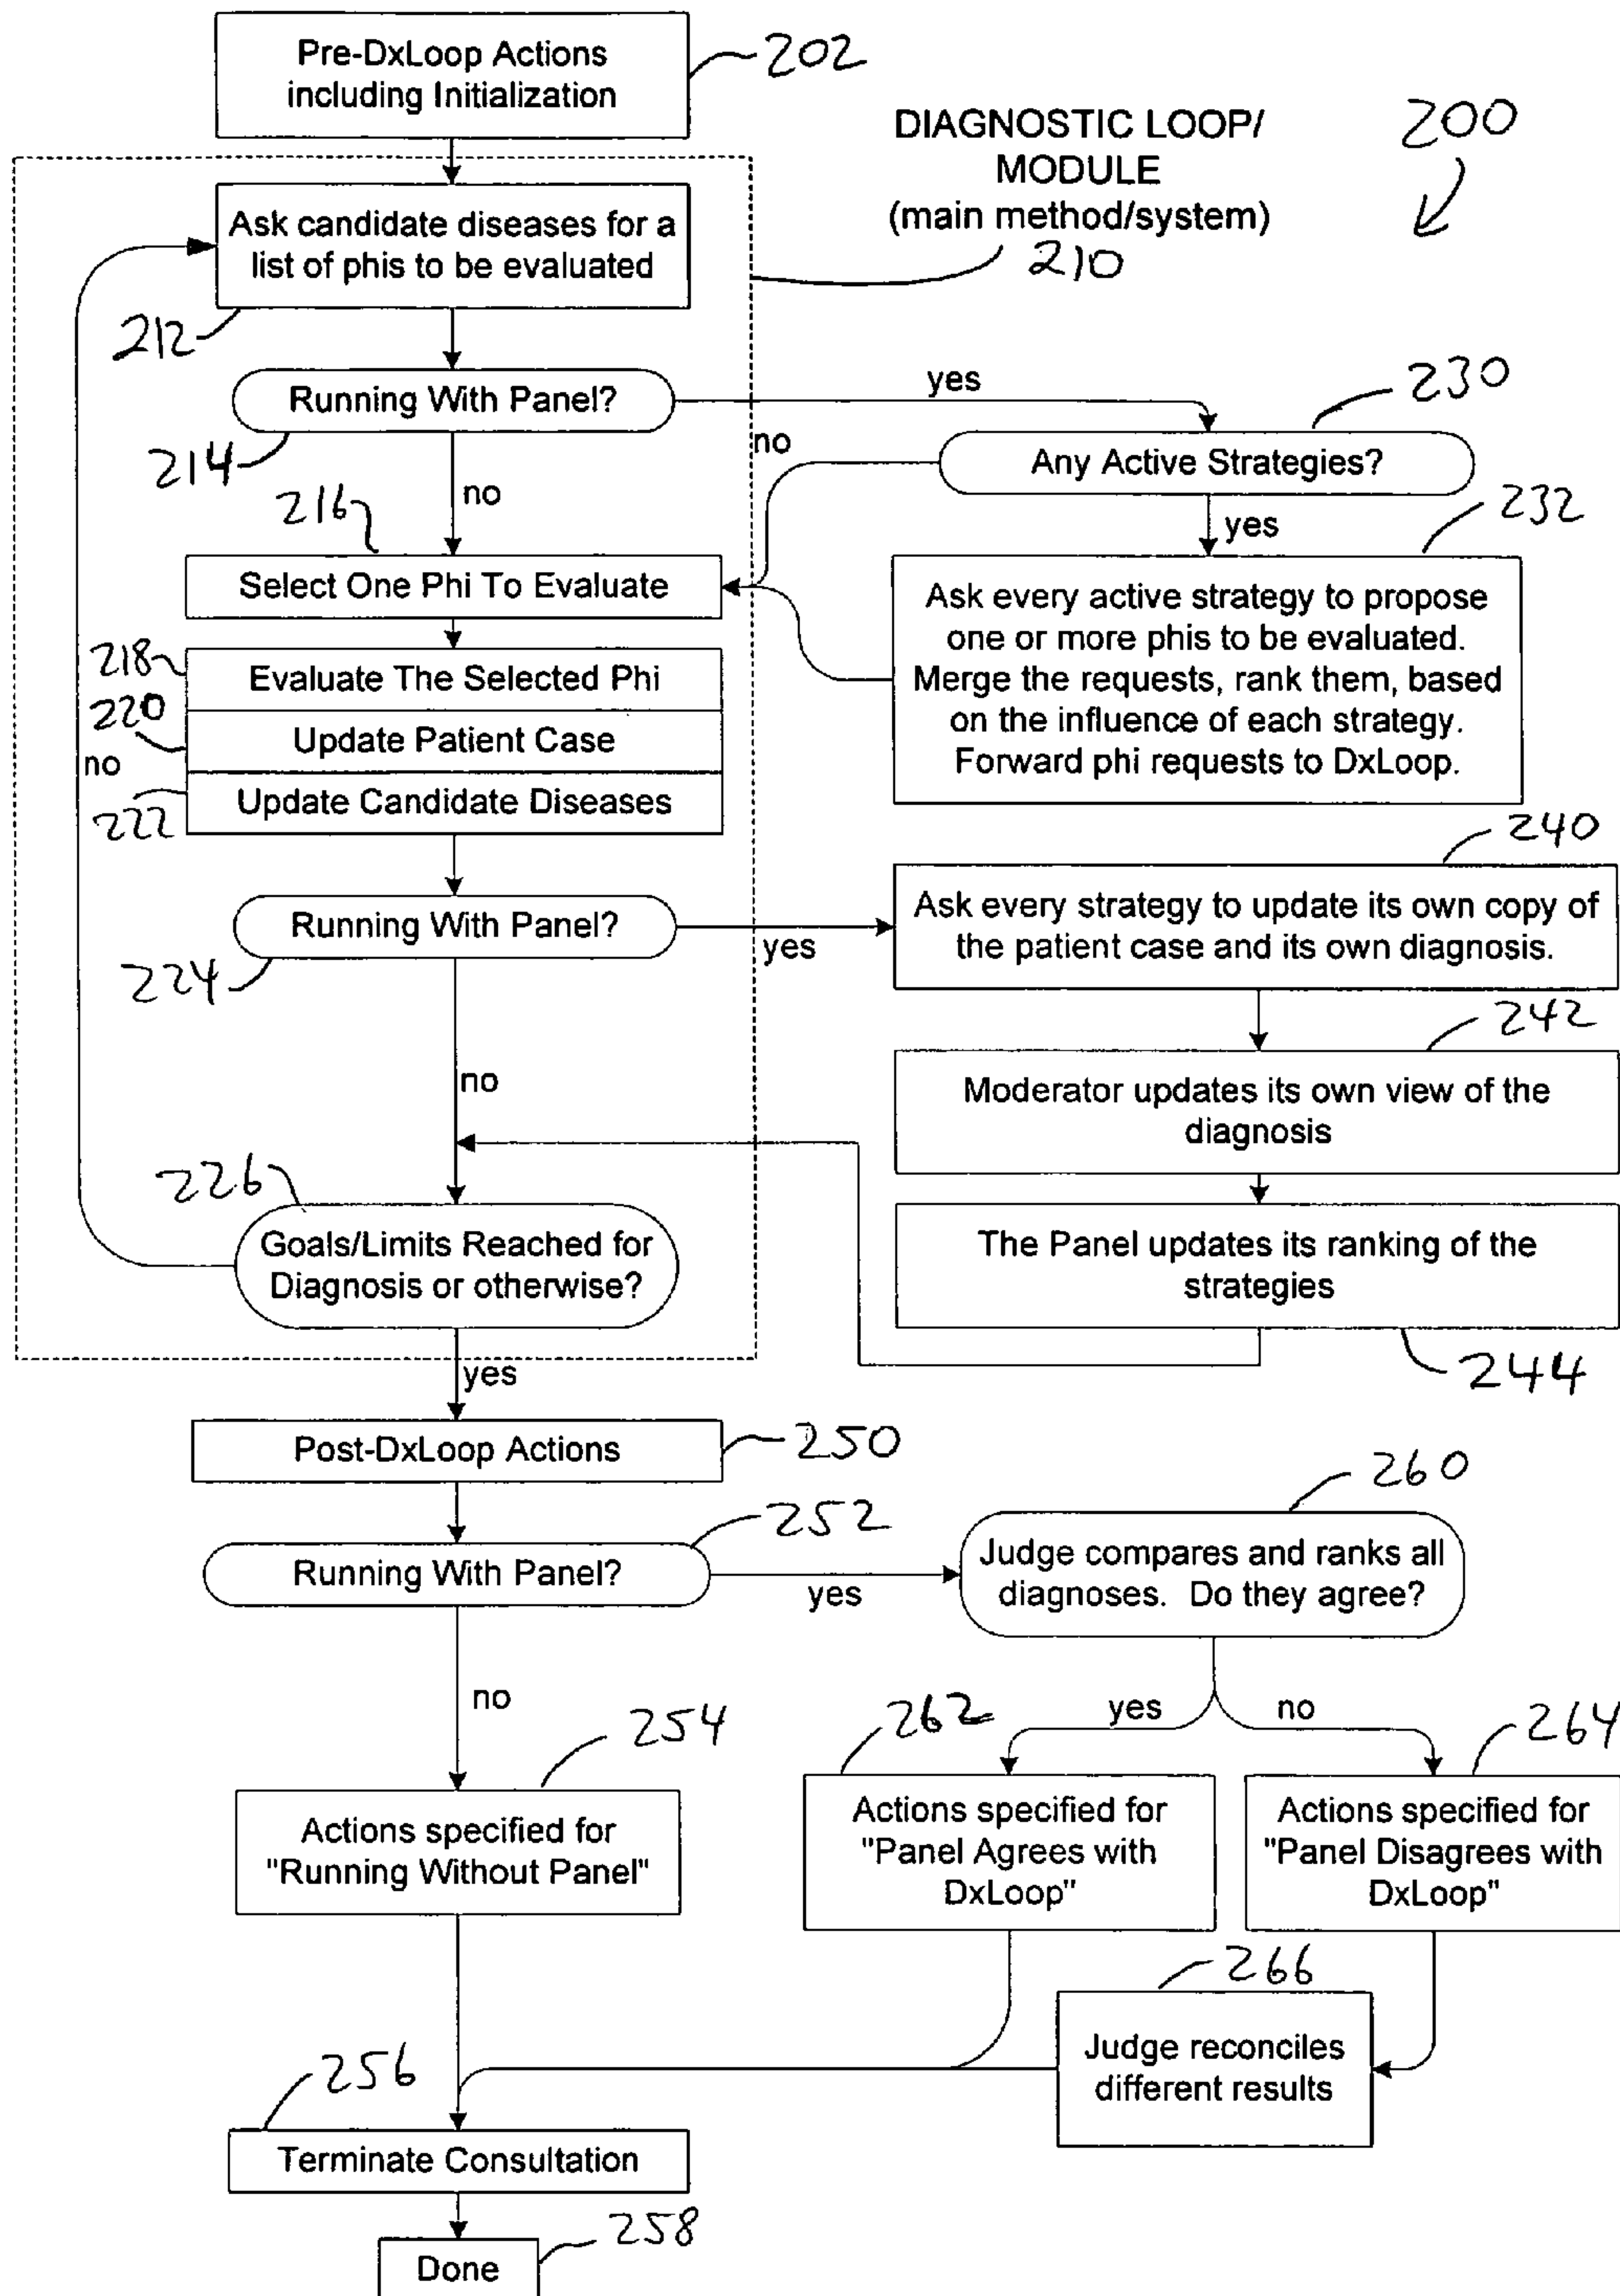 Pre-DxLoop Actions
including Initialization
202
DIAGNOSTIC LOOP/
MODULE
(main method/system)
200
210
Ask candidate diseases for a
list of phis to be evaluated
212
Running With Panel?
yes
230
214
no
no
Any Active Strategies?
216
yes
232
Select One Phi To Evaluate
Ask every active strategy to propose
one or more phis to be evaluated.
Merge the requests, rank them, based
on the influence of each strategy.
Forward phi requests to DxLoop.
218
Evaluate The Selected Phi
220
Update Patient Case
no
222
Update Candidate Diseases
240
Running With Panel?
yes
Ask every strategy to update its own copy of
the patient case and its own diagnosis.
224
242
no
Moderator updates its own view of the
diagnosis
226
Goals/Limits Reached for
Diagnosis or otherwise?
The Panel updates its ranking of the
strategies
244
yes
Post-DxLoop Actions
250
260
252
Running With Panel?
yes
Judge compares and ranks all
diagnoses. Do they agree?
no
yes
no
254
262
264
Actions specified for
"Running Without Panel"
Actions specified for
"Panel Agrees with
DxLoop"
Actions specified for
"Panel Disagrees with
DxLoop"
266
Judge reconciles
different results
256
Terminate Consultation
258
Done